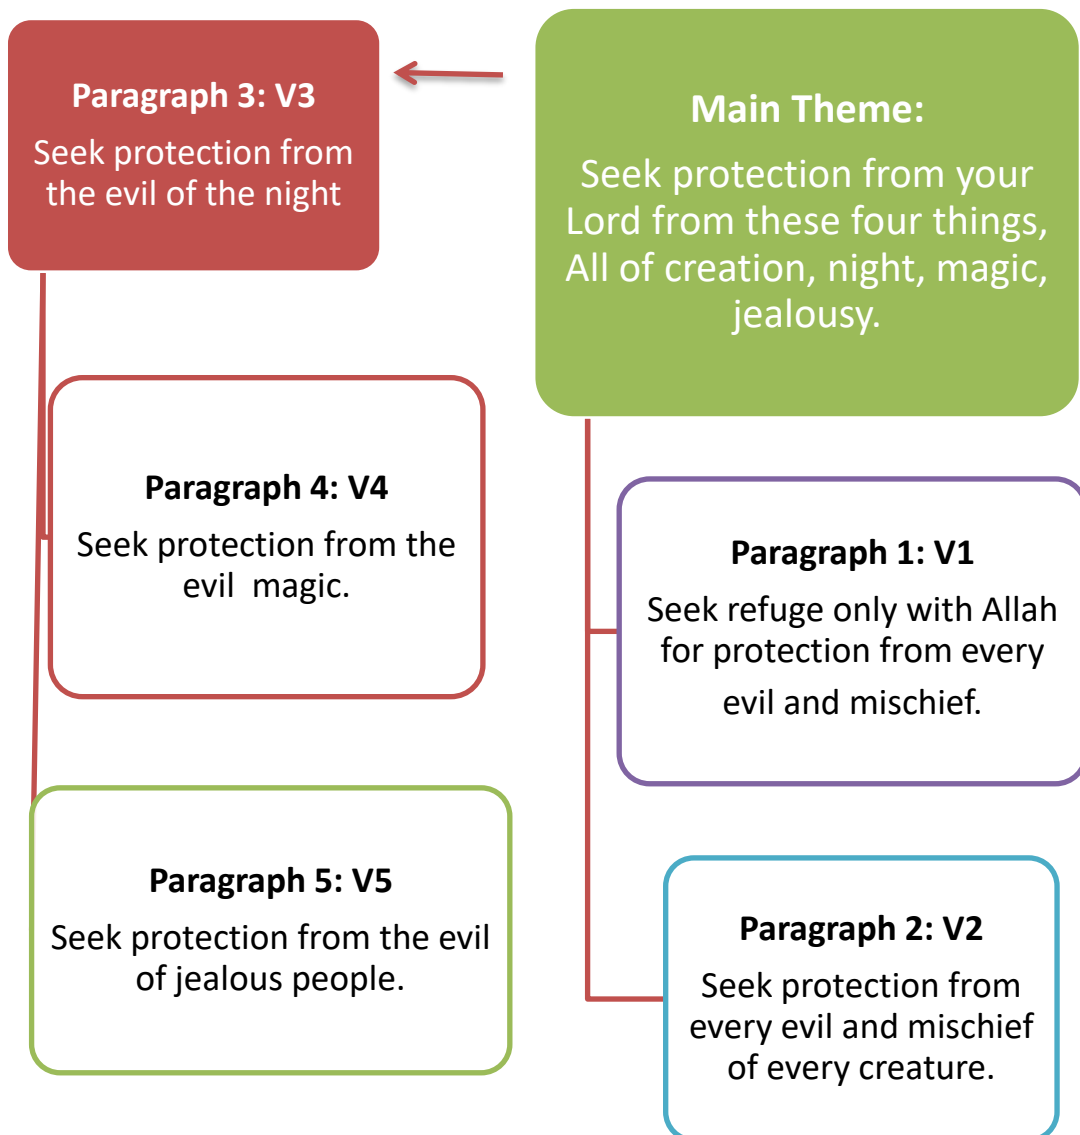 Main Theme:
Seek protection from your
Lord from these four things,
All of creation, night, magic,
jealousy.
Paragraph 1: V1
Seek refuge only with Allah
for protection from every
evil and mischief.
Paragraph 2: V2
Seek protection from
every evil and mischief
of every creature.
Paragraph 3: V3
Seek protection from
the evil of the night
Paragraph 4: V4
Seek protection from the
evil  magic.
Paragraph 5: V5
Seek protection from the evil
of jealous people.